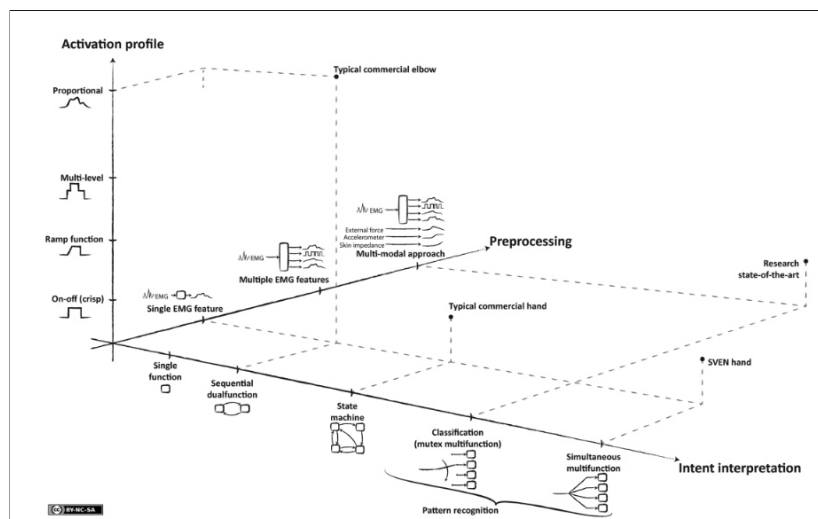 Activation profile
Proportional
Typical commercial elbow
Multi-level
EMG
EMG
External force
Accelerometer
Skin impedance
Ramp function
Multi-modal approach
Preprocessing
Multiple EMG features
Research
state-of-the-art
On-off (crisp)
EMG
Single EMG feature
Typical commercial hand
SVEN hand
Single
function
Sequential
dualfunction
State
machine
Classification
(mutex multifunction)
Simultaneous
multifunction
Intent interpretation
Pattern recognition
cc BY-NC-SA